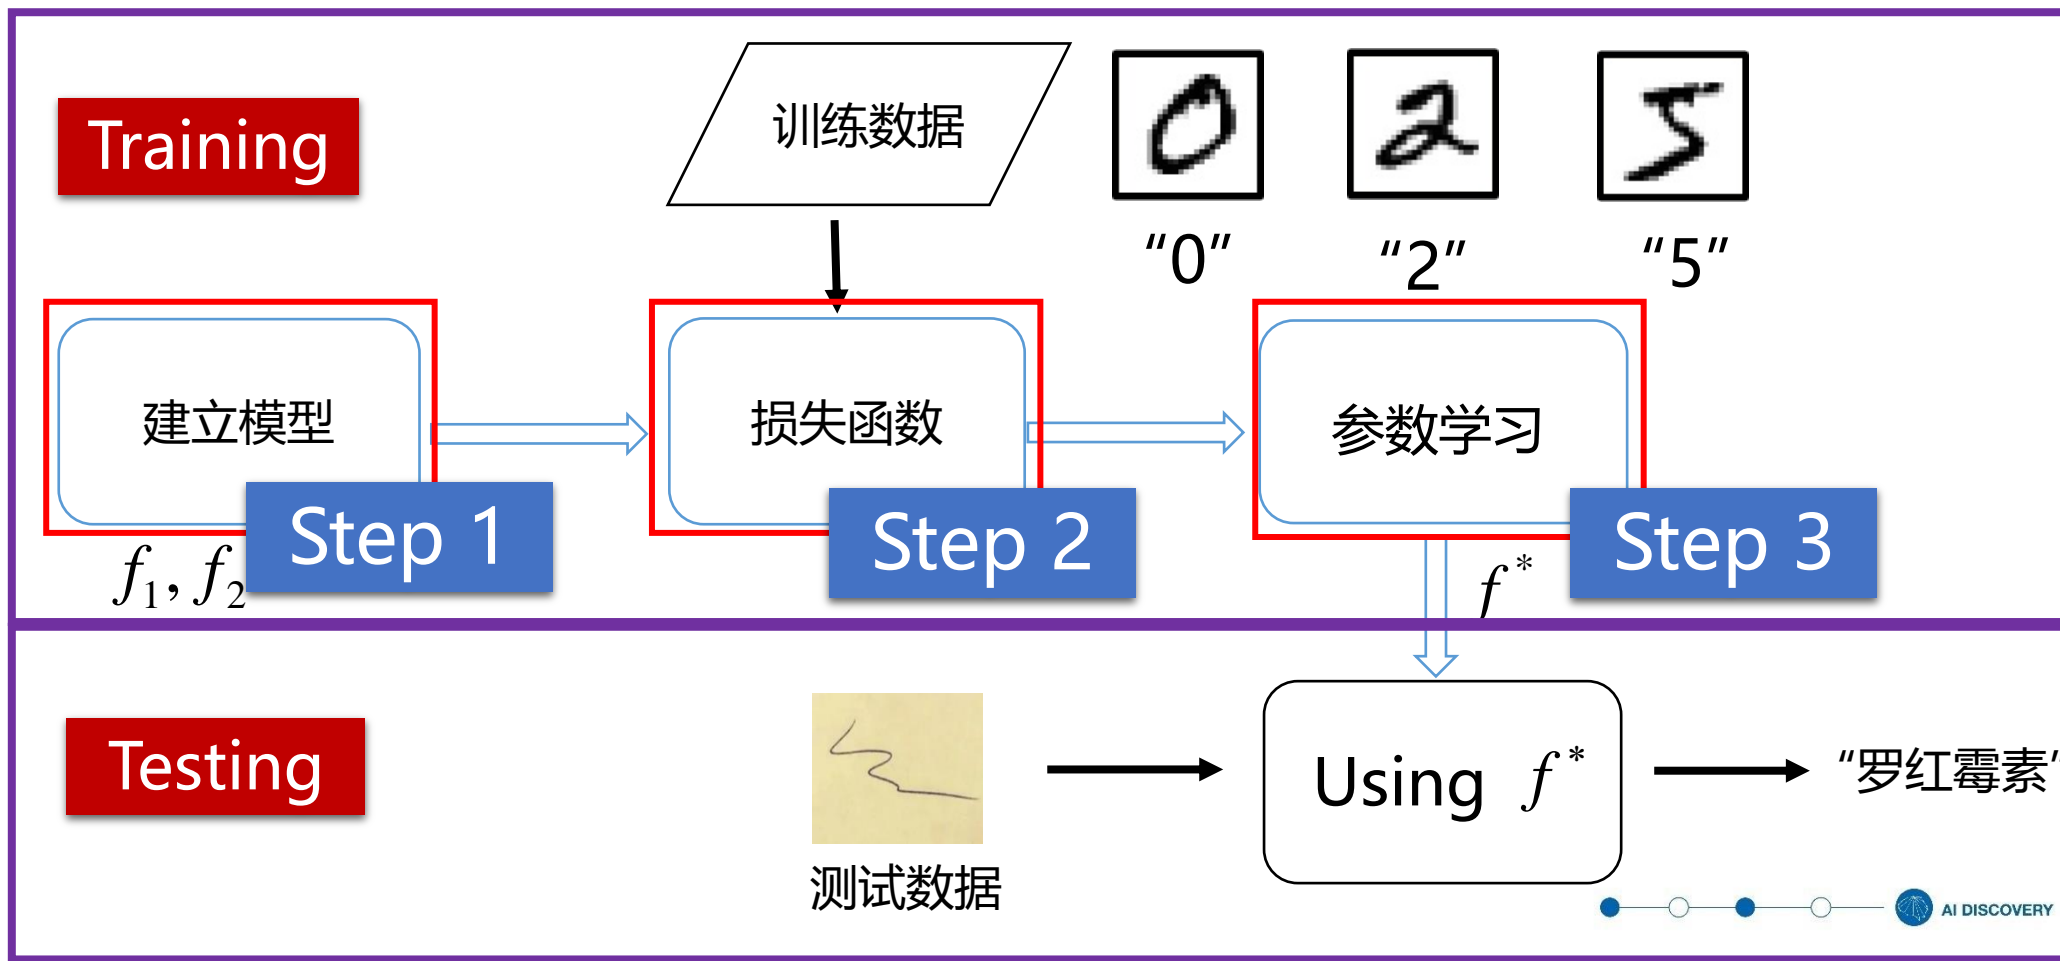 Training
训练数据
“0”
“2”
“5”
建立模型
损失函数
参数学习
Step 1
Step 2
Step 3
f₁, f₂
f*
Testing
测试数据
Using f*
“罗红霉素”
AI DISCOVERY